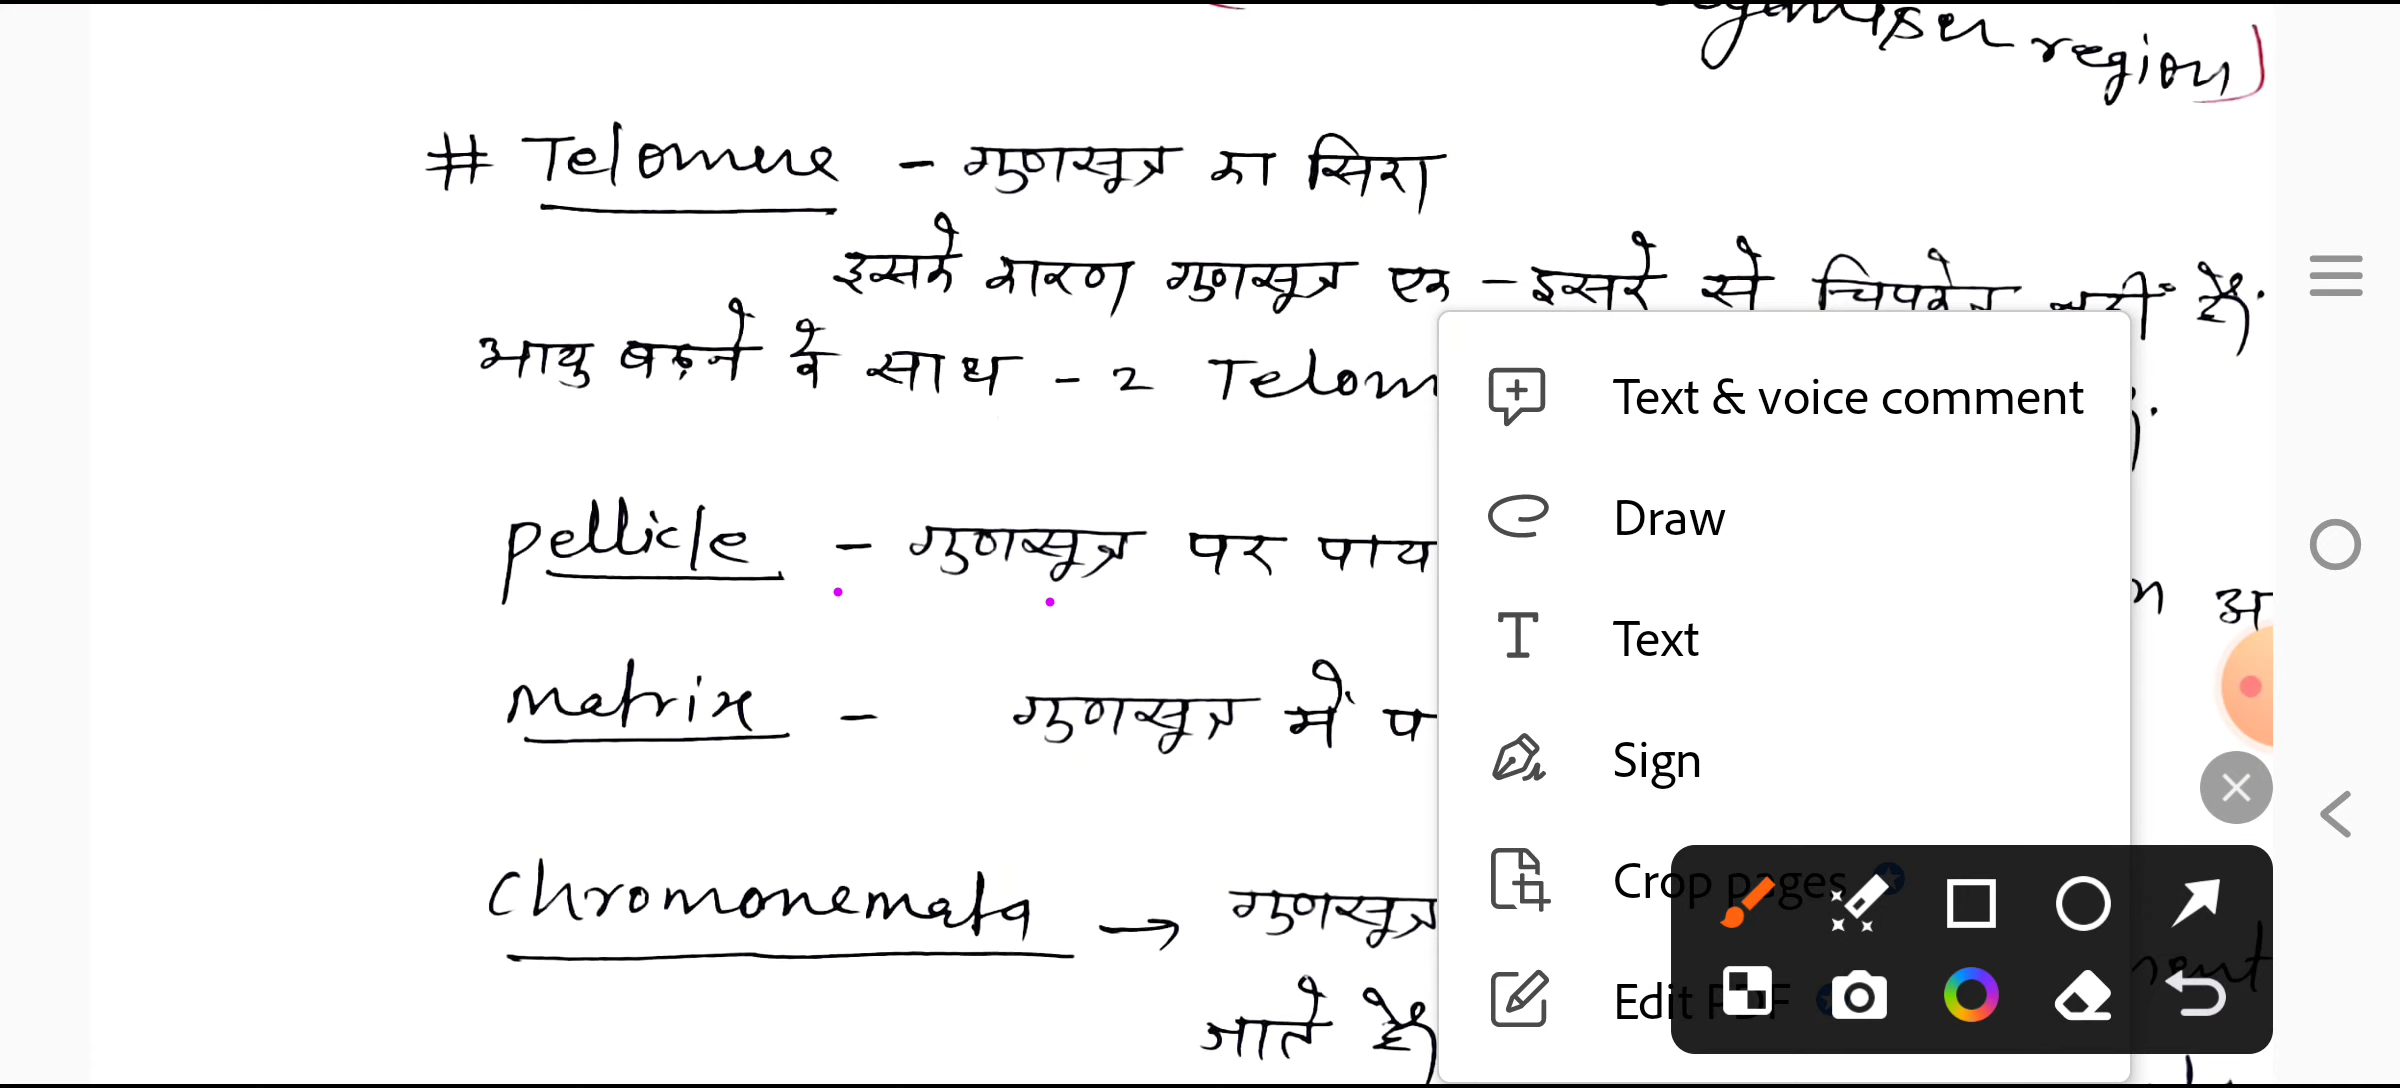 region)
# Telomere - गुणसूत्र का सिरा
इसके कारण गुणसूत्र एक - दूसरे से चिपकते नहीं है.
आयु बढ़ने के साथ - 2 Telom
pellicle - गुणसूत्र पर पाय
अ
matrix - गुणसूत्र में प
Chromonemata → गुणसूत्र
जाते है
Text & voice comment
Draw
Text
Sign
Crop pages
Edit PDF